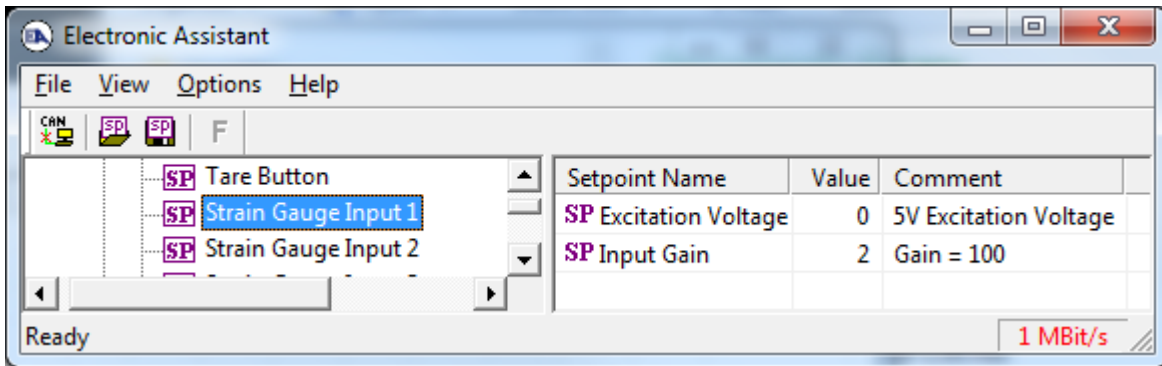 EA Electronic Assistant
File View Options Help
CAN SP SP F
SP Tare Button
SP Strain Gauge Input 1
SP Strain Gauge Input 2
Setpoint Name Value Comment
SP Excitation Voltage 0 5V Excitation Voltage
SP Input Gain 2 Gain = 100
Ready 1 MBit/s